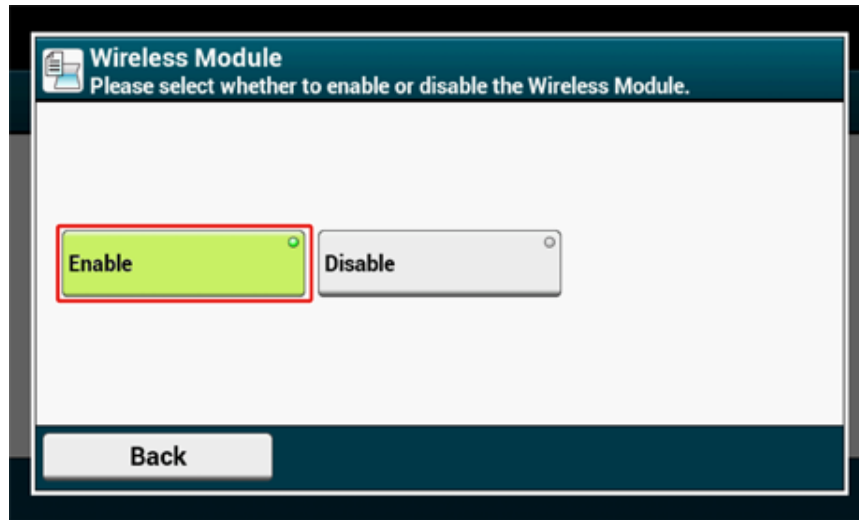 Wireless Module
Please select whether to enable or disable the Wireless Module.
Enable
Disable
Back